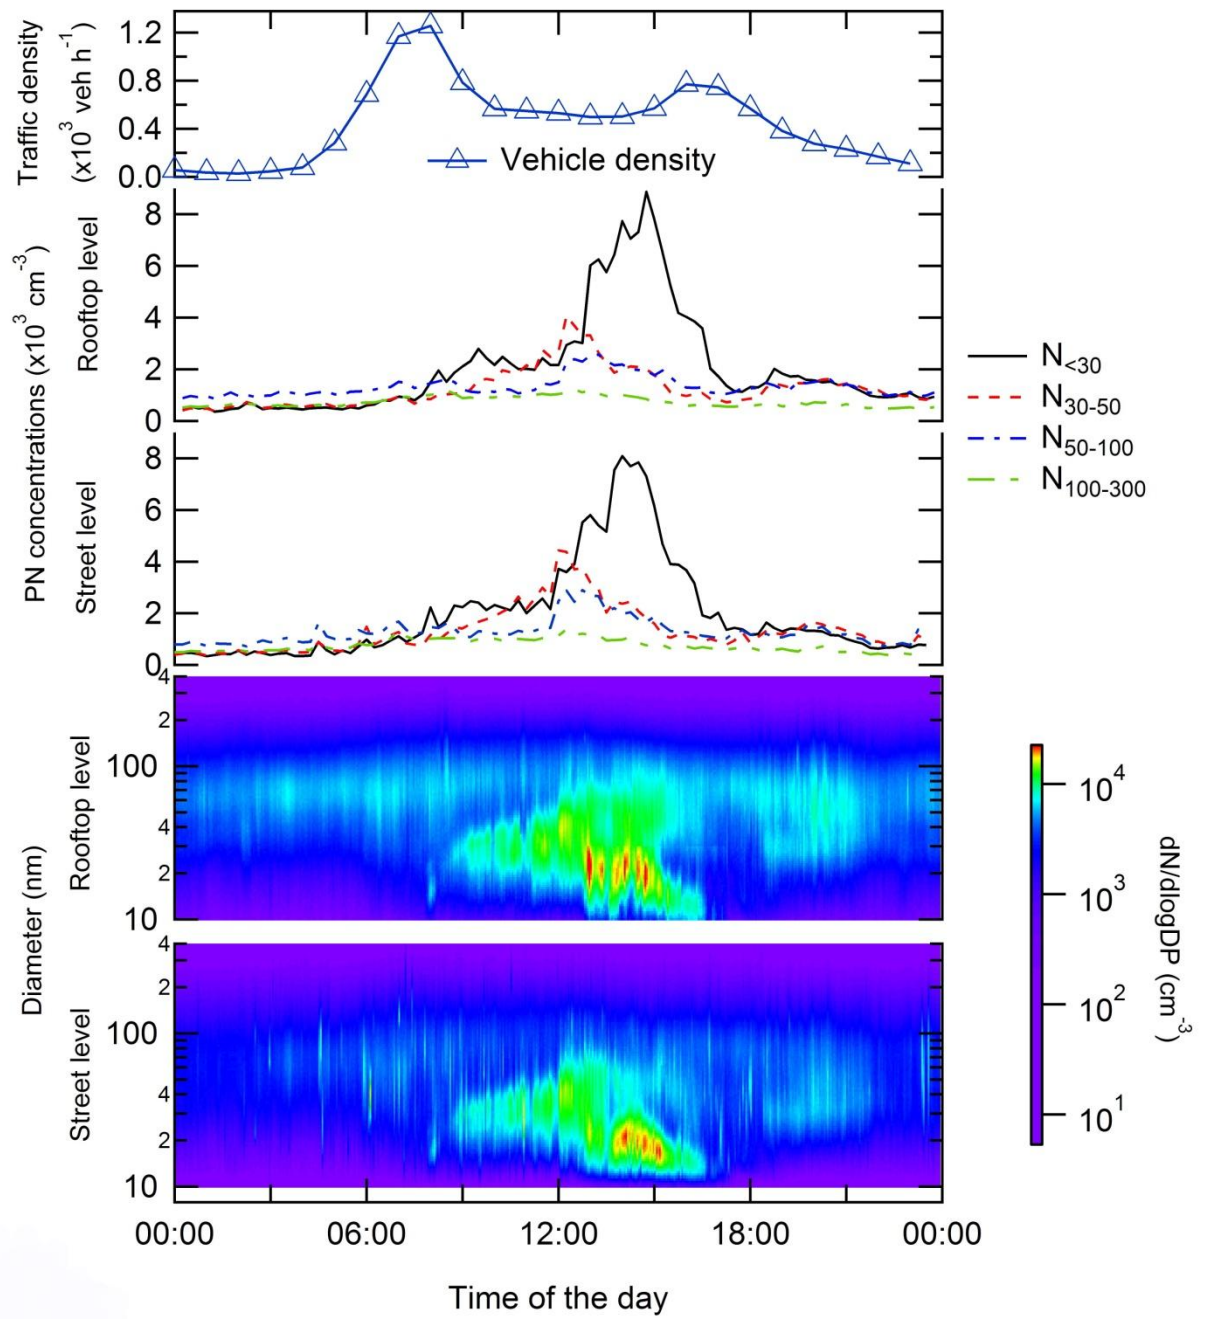 Traffic density
(x10³ veh h⁻¹)
1.2
0.8
0.4
0.0
Vehicle density
PN concentrations (x10³ cm⁻³)
Rooftop level
8
6
4
2
0
Street level
8
6
4
2
0
N<30
N30-50
N50-100
N100-300
Diameter (nm)
Rooftop level
4
2
100
4
2
10
Street level
4
2
100
4
2
10
10⁴
10³
10²
10¹
dN/dlogDP (cm⁻³)
00:00 06:00 12:00 18:00 00:00
Time of the day